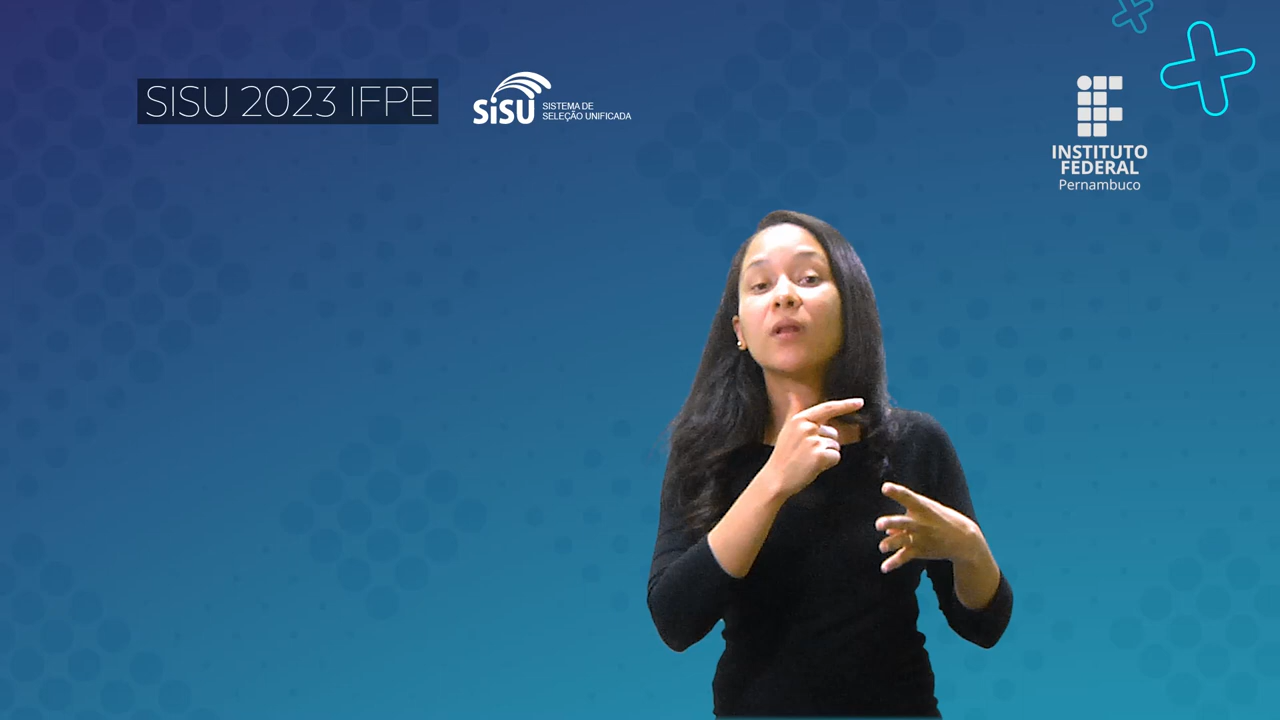 SISU 2023 IFPE
SiSU
SISTEMA DE
SELEÇÃO UNIFICADA
INSTITUTO
FEDERAL
Pernambuco